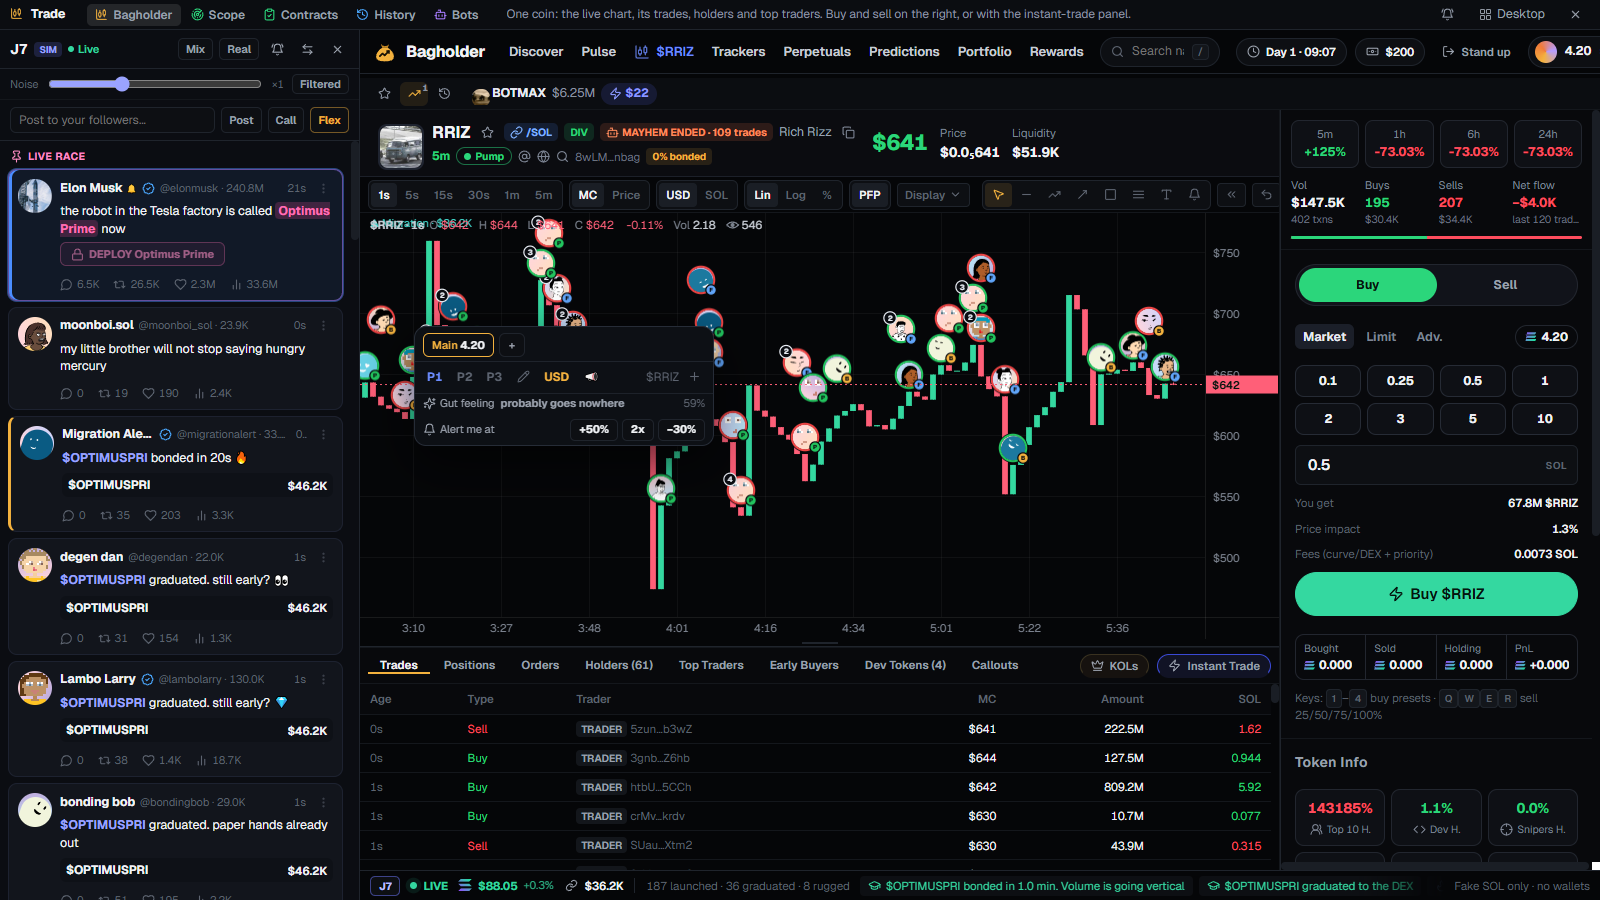 Trade
Bagholder
Scope
Contracts
History
Bots
One coin: the live chart, its trades, holders and top traders. Buy and sell on the right, or with the instant-trade panel.
Desktop
J7 SIM Live
Mix
Real
Noise
×1
Filtered
Post to your followers...
Post
Call
Flex
LIVE RACE
Elon Musk @elonmusk · 240.8M 21s
the robot in the Tesla factory is called Optimus
Prime now
DEPLOY Optimus Prime
6.5K 26.5K 2.3M 33.6M
moonboi.sol @moonboi_sol · 23.9K 0s
my little brother will not stop saying hungry
mercury
0 19 190 2.4K
Migration Ale... @migrationalert · 33... 0..
$OPTIMUSPRI bonded in 20s 🔥
$OPTIMUSPRI $46.2K
0 35 203 3.3K
degen dan @degendan · 22.0K 1s
$OPTIMUSPRI graduated. still early? 👀
$OPTIMUSPRI $46.2K
0 31 154 1.3K
Lambo Larry @lambolarry · 130.0K 1s
$OPTIMUSPRI graduated. still early? 💎
$OPTIMUSPRI $46.2K
0 38 1.4K 18.7K
bonding bob @bondingbob · 29.0K 1s
$OPTIMUSPRI graduated. paper hands already
out
$OPTIMUSPRI $46.2K
Bagholder
Discover
Pulse
$RRIZ
Trackers
Perpetuals
Predictions
Portfolio
Rewards
Search /
Day 1 · 09:07
$200
Stand up
4.20
1
BOTMAX $6.25M
$22
RRIZ /SOL DIV MAYHEM ENDED · 109 trades Rich Rizz
5m Pump 8wLM...nbag 0% bonded
$641
Price
$0.0₅641
Liquidity
$51.9K
1s 5s 15s 30s 1m 5m
MC Price
USD SOL
Lin Log %
PFP
Display
H $644 C $642 -0.11% Vol 2.18 546
$750
$700
$642
$600
$550
$500
3:10 3:27 3:48 4:01 4:16 4:34 5:01 5:22 5:36
Main 4.20 +
P1 P2 P3 USD $RRIZ +
Gut feeling probably goes nowhere 59%
Alert me at +50% 2x −30%
Trades
Positions
Orders
Holders (61)
Top Traders
Early Buyers
Dev Tokens (4)
Callouts
KOLs
Instant Trade
Age Type Trader MC Amount SOL
0s Sell TRADER 5zun...b3wZ $641 222.5M 1.62
0s Buy TRADER 3gnb...Z6hb $644 127.5M 0.944
1s Buy TRADER htbU...5CCh $642 809.2M 5.92
1s Buy TRADER crMv...krdv $630 10.7M 0.077
1s Sell TRADER SUau...Xtm2 $630 43.9M 0.315
5m 1h 6h 24h
+125% -73.03% -73.03% -73.03%
Vol Buys Sells Net flow
$147.5K 195 207 −$4.0K
402 txns $30.4K $34.4K last 120 trad...
Buy
Sell
Market Limit Adv. 4.20
0.1 0.25 0.5 1
2 3 5 10
0.5 SOL
You get 67.8M $RRIZ
Price impact 1.3%
Fees (curve/DEX + priority) 0.0073 SOL
Buy $RRIZ
Bought Sold Holding PnL
0.000 0.000 0.000 +0.000
Keys: 1 – 4 buy presets · Q W E R sell
25/50/75/100%
Token Info
143185% 1.1% 0.0%
Top 10 H. Dev H. Snipers H.
J7 LIVE $88.05 +0.3% $36.2K 187 launched · 36 graduated · 8 rugged $OPTIMUSPRI bonded in 1.0 min. Volume is going vertical $OPTIMUSPRI graduated to the DEX Fake SOL only · no wallets